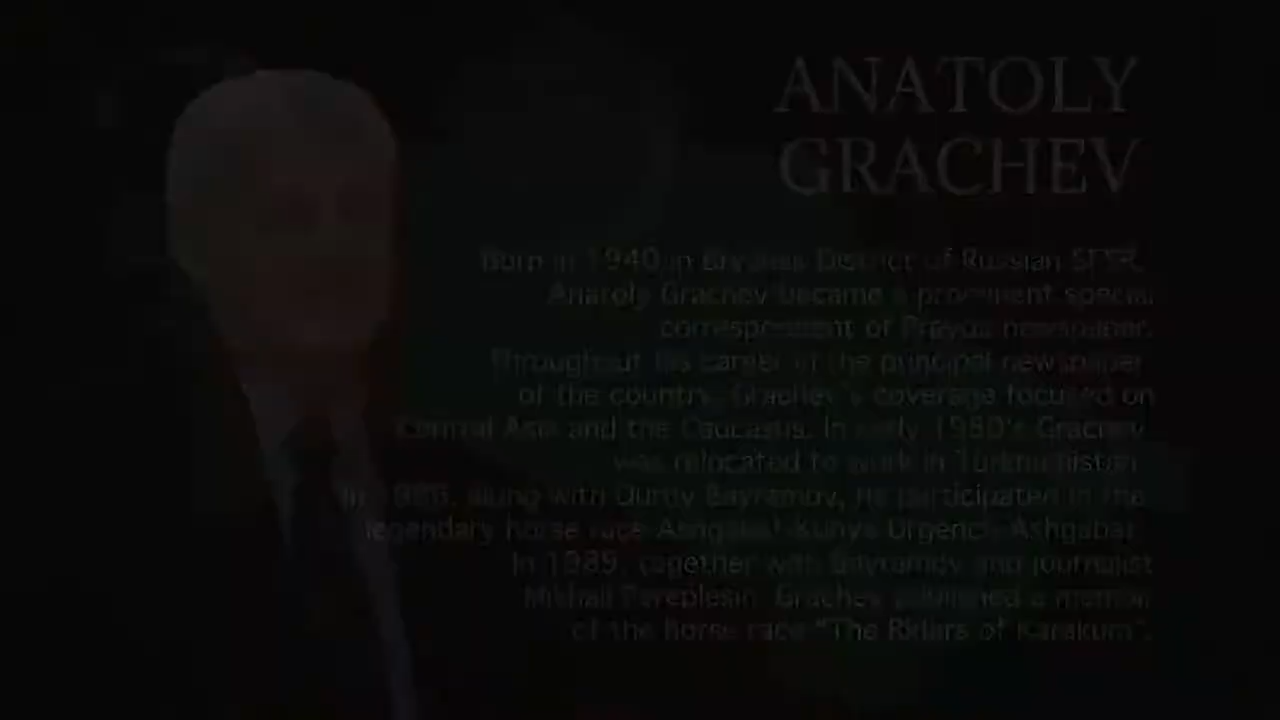 ANATOLY
GRACHEV
Born in 1940 in District of Russian SFSR,
Anatoly Grachev became a prominent special
correspondent of Pravda newspaper.
Throughout his career in the principal newspaper
of the country, Grachev's coverage focused on
Central Asia and the Caucasus. In early 1980's Grachev
was relocated to work in Turkmenistan.
In along with Durdy Bayramov, he participated in the
legendary horse race Ashgabat-Kunya Urgench-Ashgabat.
In 1989, together with Bayramov and journalist
Mikhail Pereplesin, Grachev published a memoir
of the horse race "The Riders of Karakum".